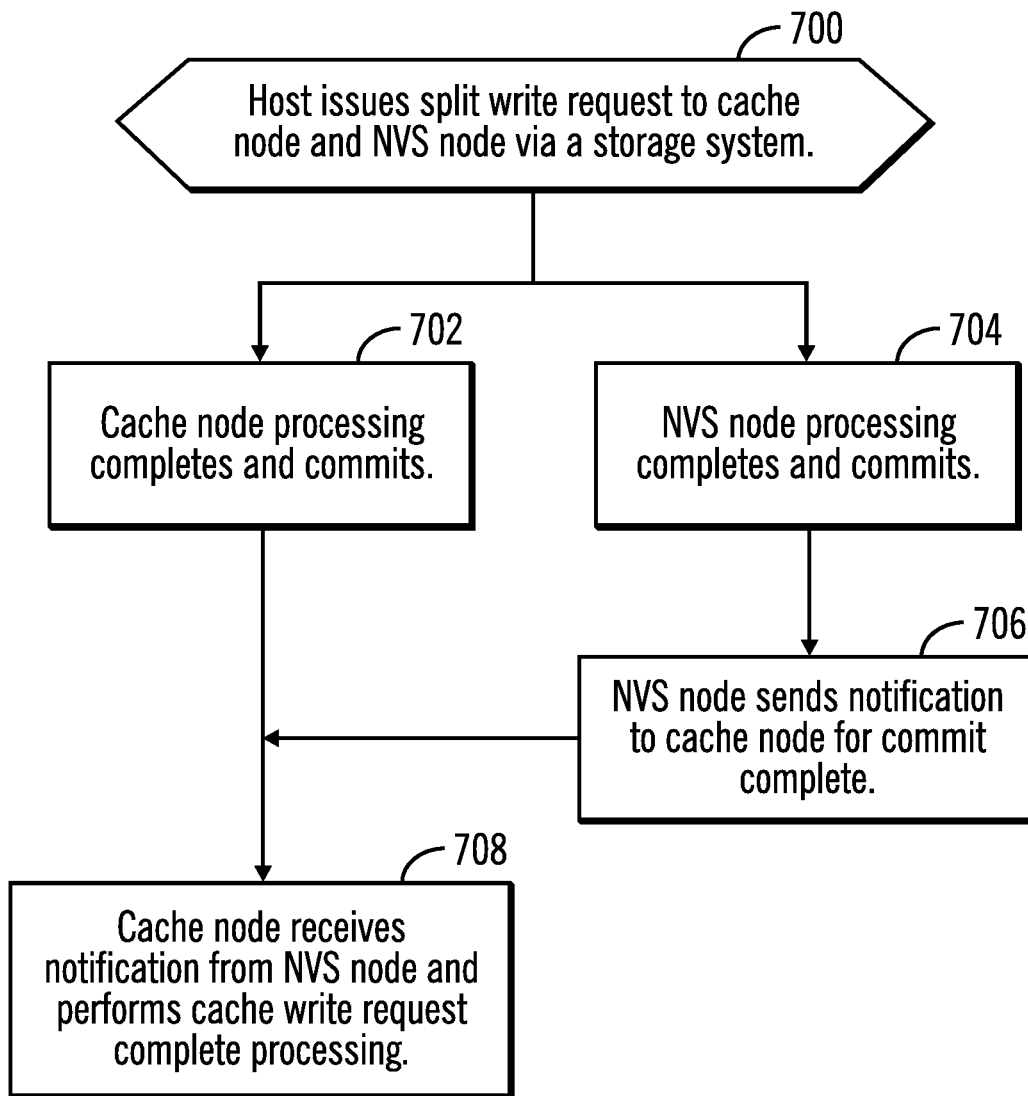 700
Host issues split write request to cache
node and NVS node via a storage system.
702
Cache node processing
completes and commits.
704
NVS node processing
completes and commits.
706
NVS node sends notification
to cache node for commit
complete.
708
Cache node receives
notification from NVS node and
performs cache write request
complete processing.